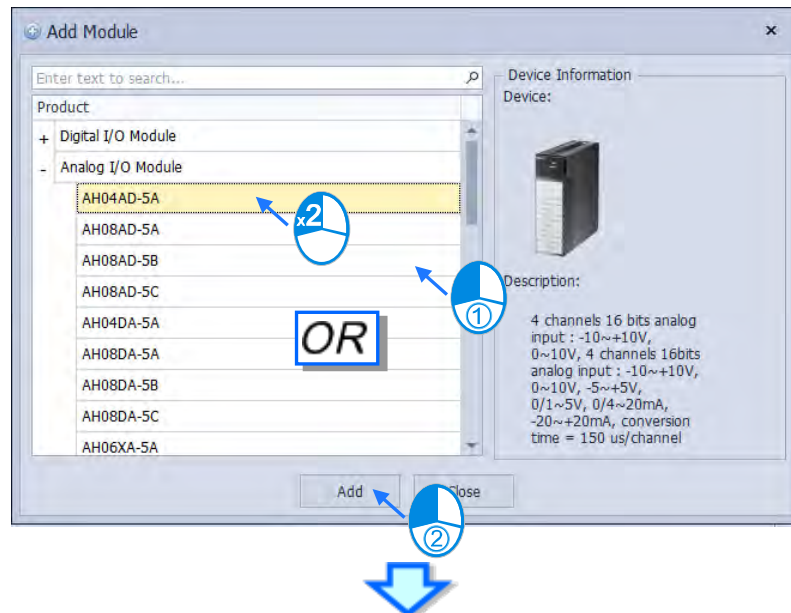 Add Module
×
Enter text to search...
Device Information
Product
Device:
+ Digital I/O Module
- Analog I/O Module
AH04AD-5A
x2
AH08AD-5A
AH08AD-5B
Description:
AH08AD-5C
①
AH04DA-5A
OR
4 channels 16 bits analog
input : -10~+10V,
0~10V, 4 channels 16bits
analog input : -10~+10V,
0~10V, -5~+5V,
0/1~5V, 0/4~20mA,
-20~+20mA, conversion
time = 150 us/channel
AH08DA-5A
AH08DA-5B
AH08DA-5C
AH06XA-5A
Add
Close
②